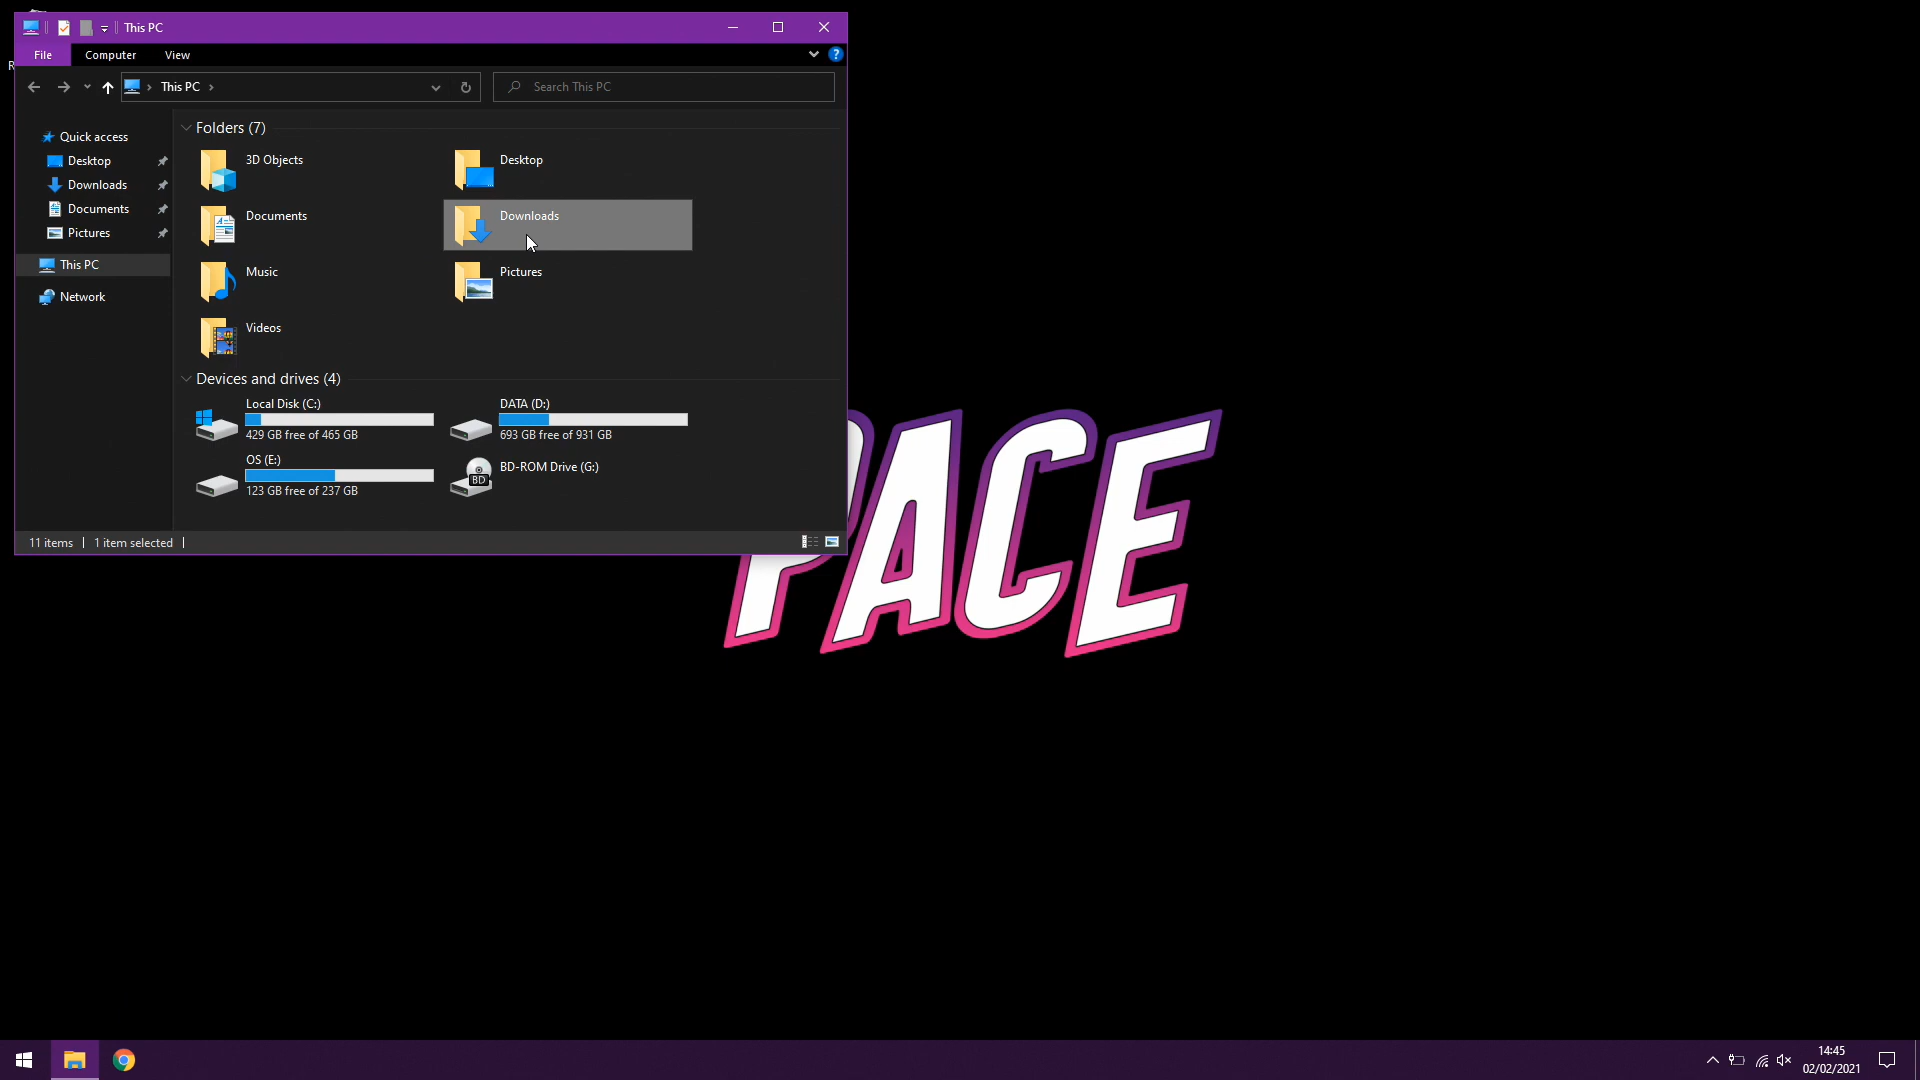 This PC
File
Computer
View
?
This PC
Search This PC
Quick access
Desktop
Downloads
Documents
Pictures
This PC
Network
Folders (7)
3D Objects
Desktop
Documents
Downloads
Music
Pictures
Videos
Devices and drives (4)
Local Disk (C:)
429 GB free of 465 GB
DATA (D:)
693 GB free of 931 GB
OS (E:)
123 GB free of 237 GB
BD
BD-ROM Drive (G:)
11 items
1 item selected
PACE
14:45
02/02/2021